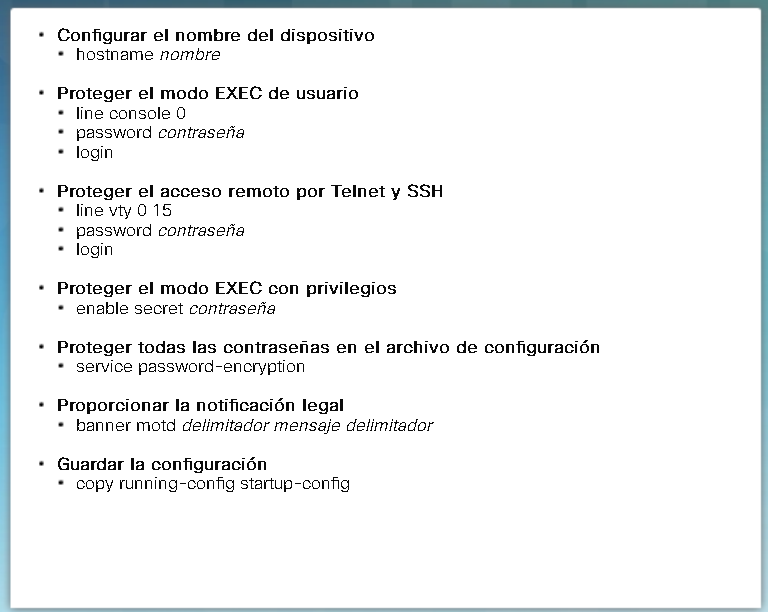 Configurar el nombre del dispositivo
hostname nombre
Proteger el modo EXEC de usuario
line console 0
password contraseña
login
Proteger el acceso remoto por Telnet y SSH
line vty 0 15
password contraseña
login
Proteger el modo EXEC con privilegios
enable secret contraseña
Proteger todas las contraseñas en el archivo de configuración
service password-encryption
Proporcionar la notificación legal
banner motd delimitador mensaje delimitador
Guardar la configuración
copy running-config startup-config